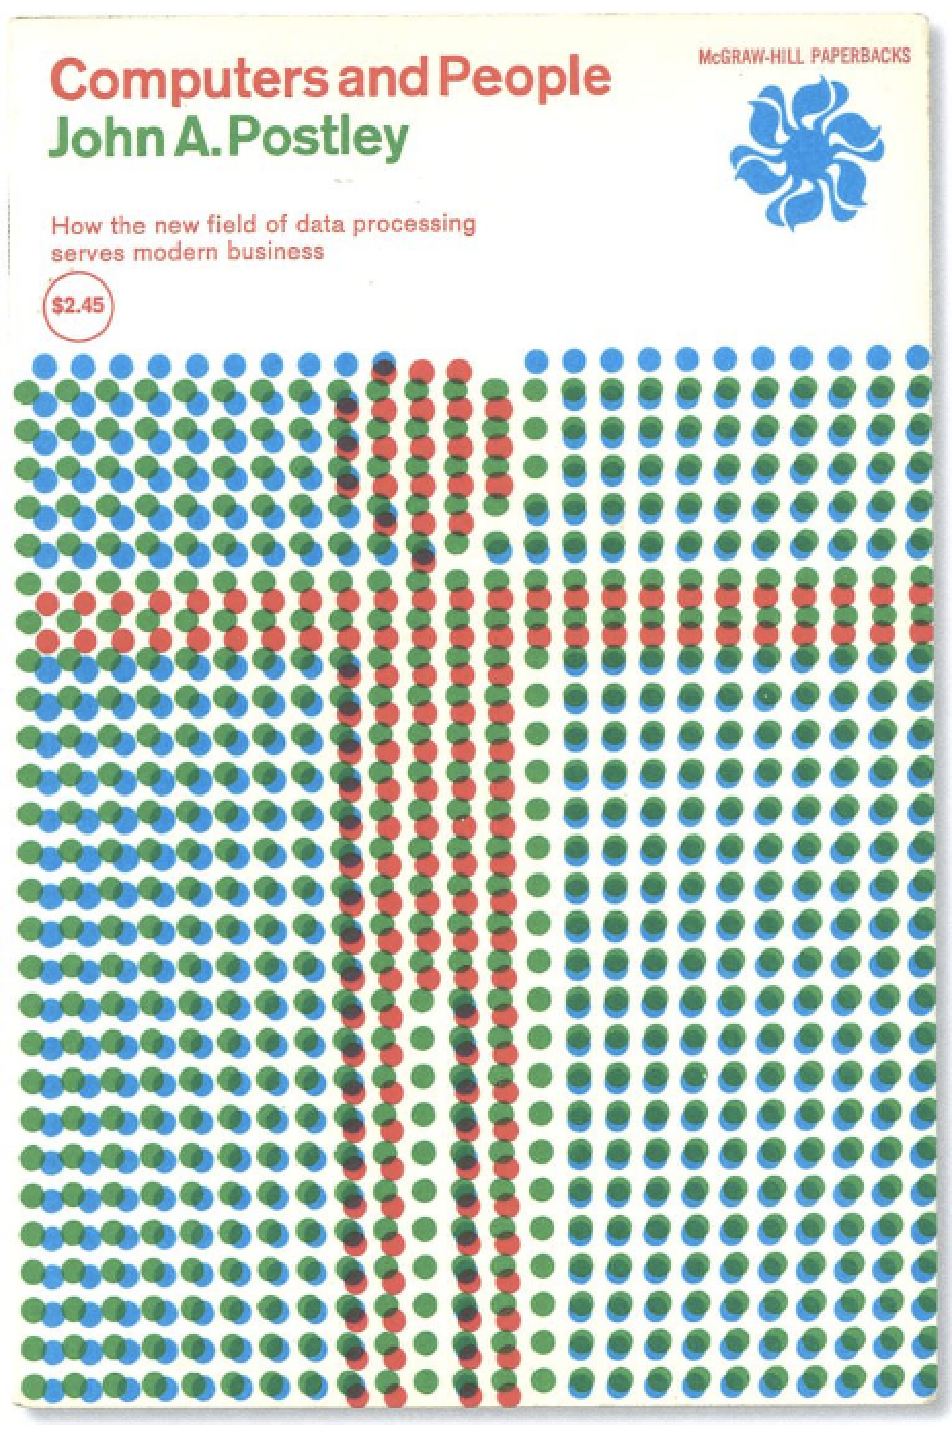 Computers and People
McGRAW-HILL PAPERBACKS
John A. Postley
How the new field of data processing
serves modern business
$2.45